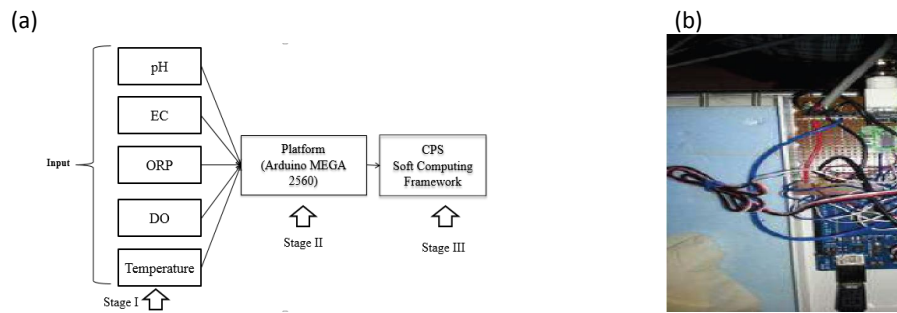 (a)
(b)
pH
EC
Input
ORP
DO
Temperature
Stage I
Platform
(Arduino MEGA
2560)
Stage II
CPS
Soft Computing
Framework
Stage III